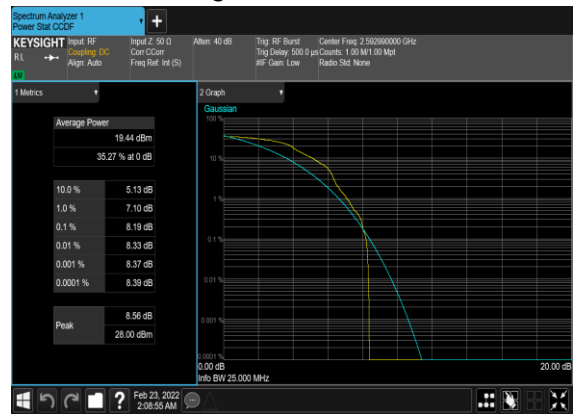 Spectrum Analyzer 1
Power Stat CCDF
+
KEYSIGHT Input: RF Input Z: 50 Ω Atten: 40 dB Trig: RF Burst Center Freq: 2.592990000 GHz
RL Coupling: DC Corr CCorr Trig Delay: 500.0 µs Counts: 1.00 M/1.00 Mpt
Align: Auto Freq Ref: Int (S) #IF Gain: Low Radio Std: None
LW
1 Metrics
Average Power
19.44 dBm
35.27 % at 0 dB
10.0 % 5.13 dB
1.0 % 7.10 dB
0.1 % 8.19 dB
0.01 % 8.33 dB
0.001 % 8.37 dB
0.0001 % 8.39 dB
Peak 8.56 dB
28.00 dBm
2 Graph
Gaussian
100 %
10 %
1 %
0.1 %
0.01 %
0.001 %
0.0001 %
0.00 dB 20.00 dB
Info BW 25.000 MHz
? Feb 23, 2022
2:08:55 AM